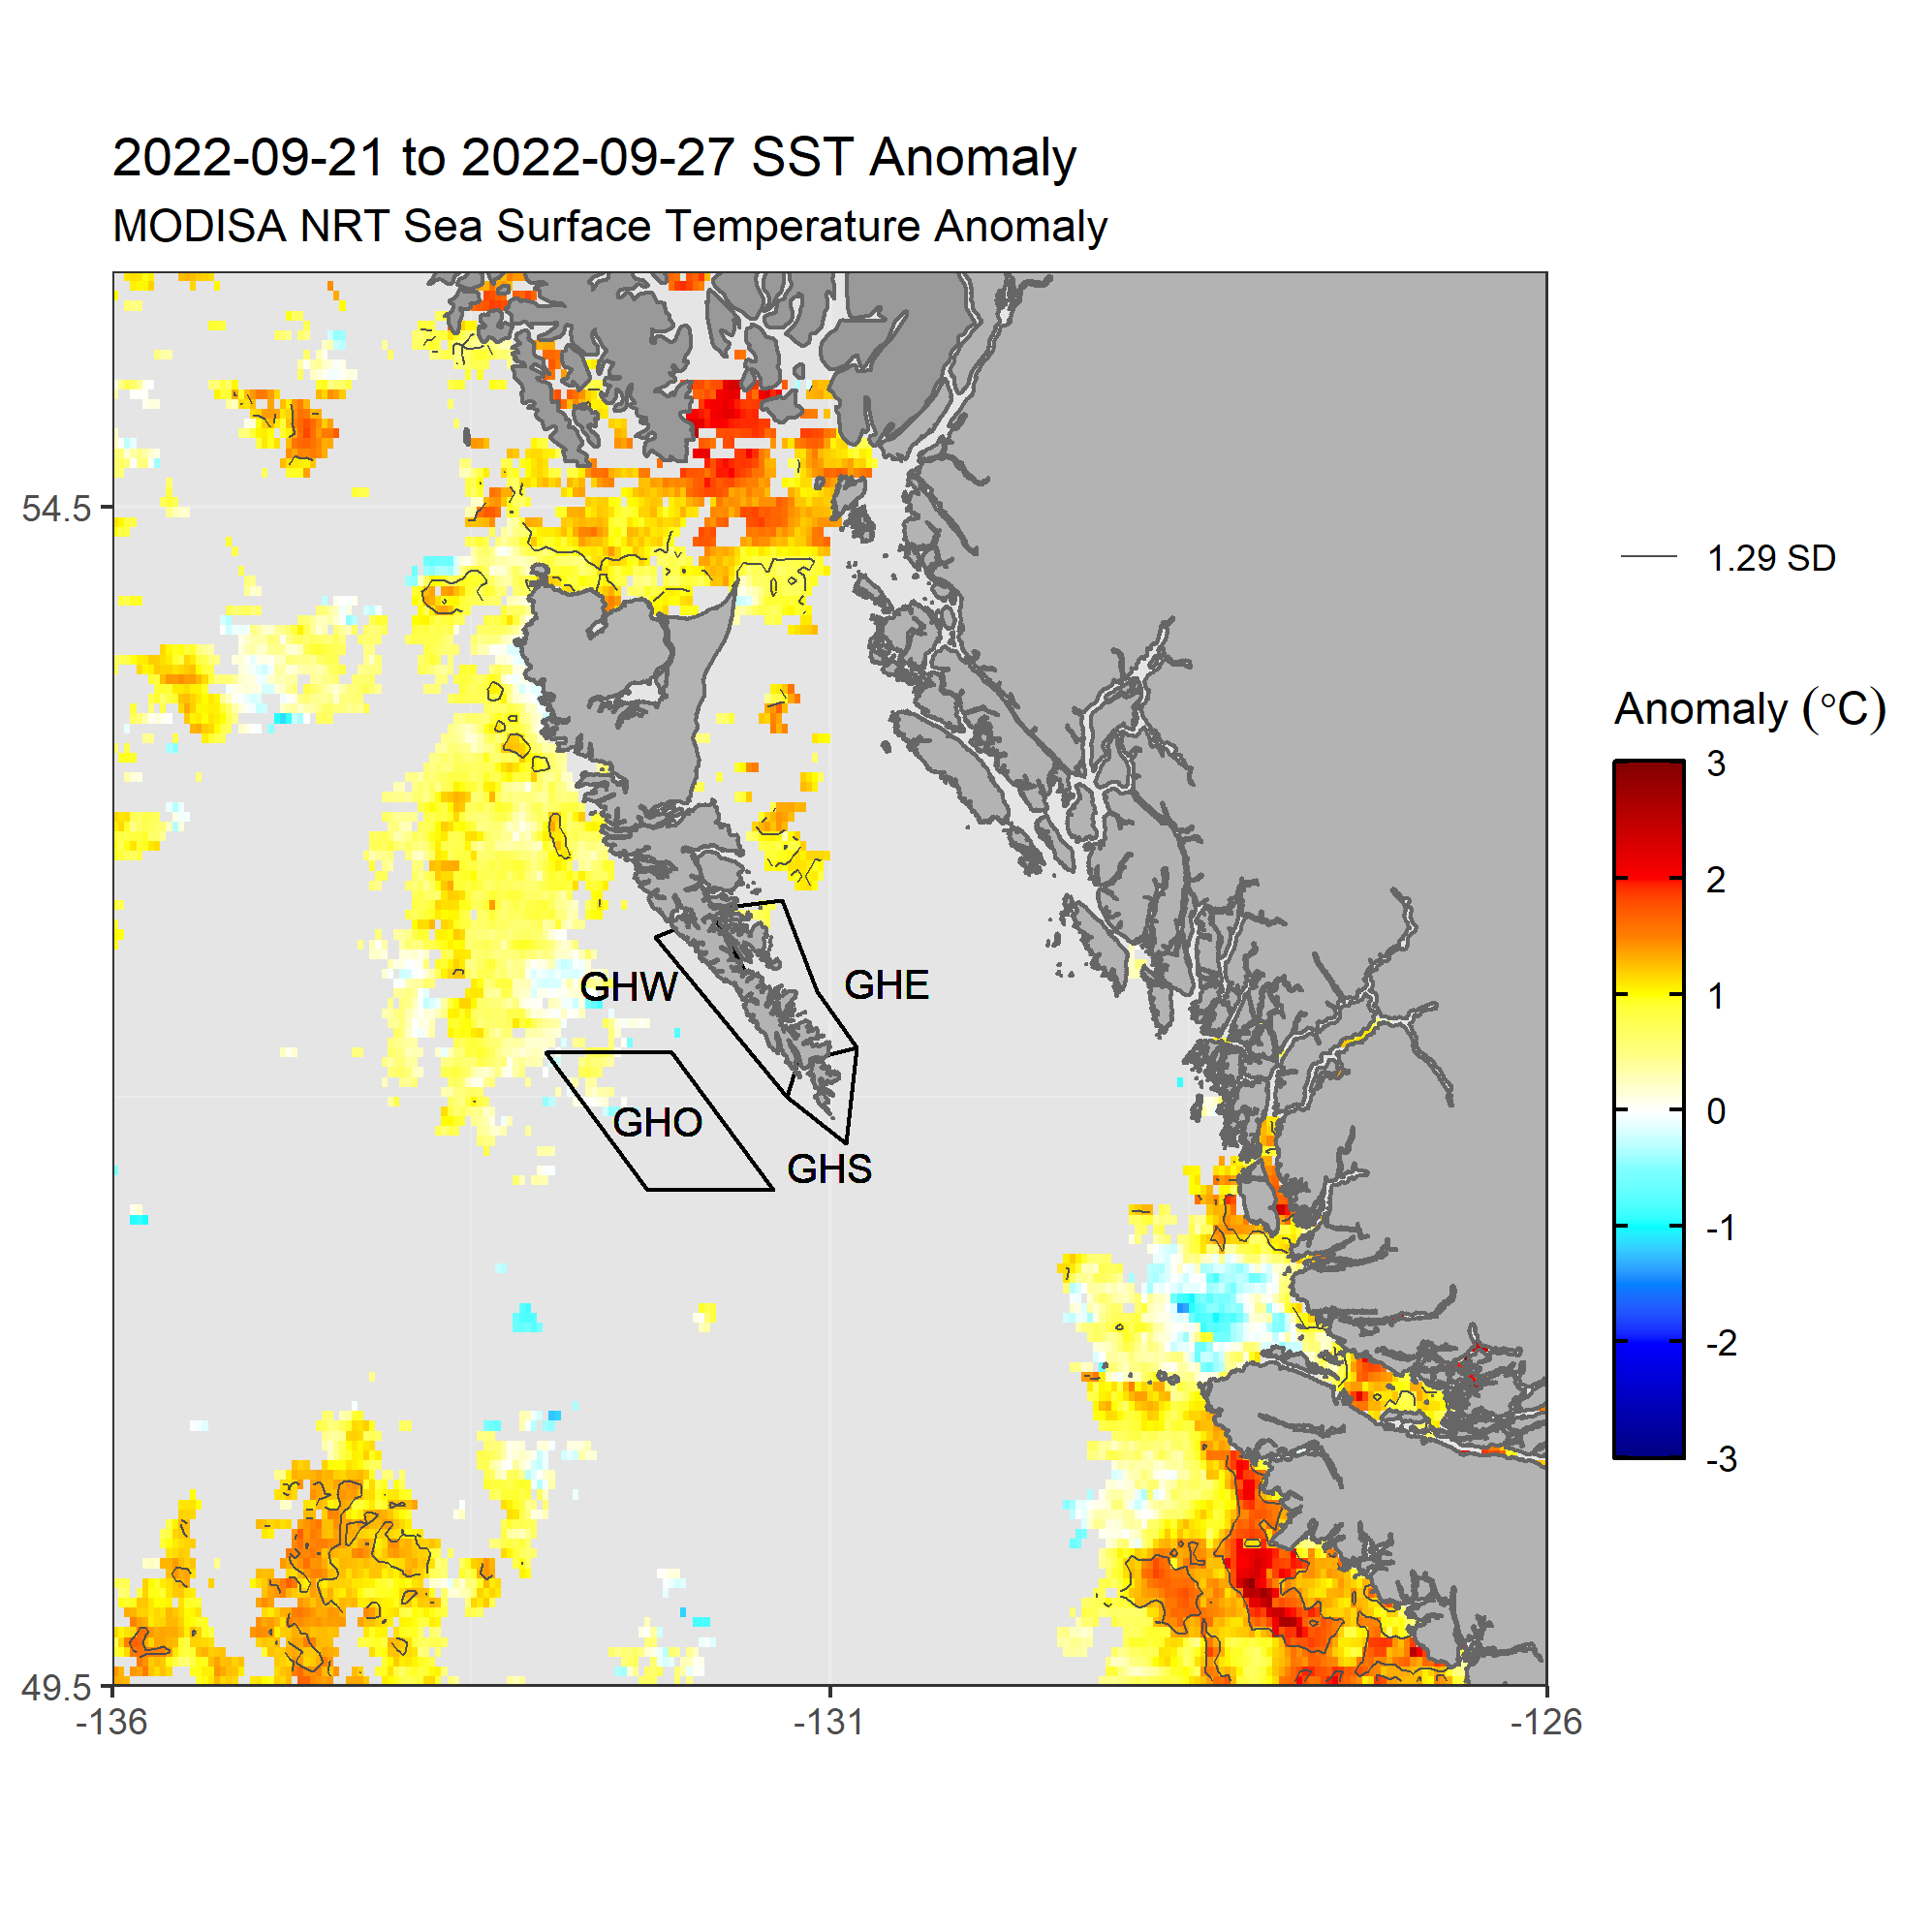 2022-09-21 to 2022-09-27 SST Anomaly
MODISA NRT Sea Surface Temperature Anomaly
54.5
49.5
-136
-131
-126
GHW
GHE
GHO
GHS
1.29 SD
Anomaly (°C)
3
2
1
0
-1
-2
-3